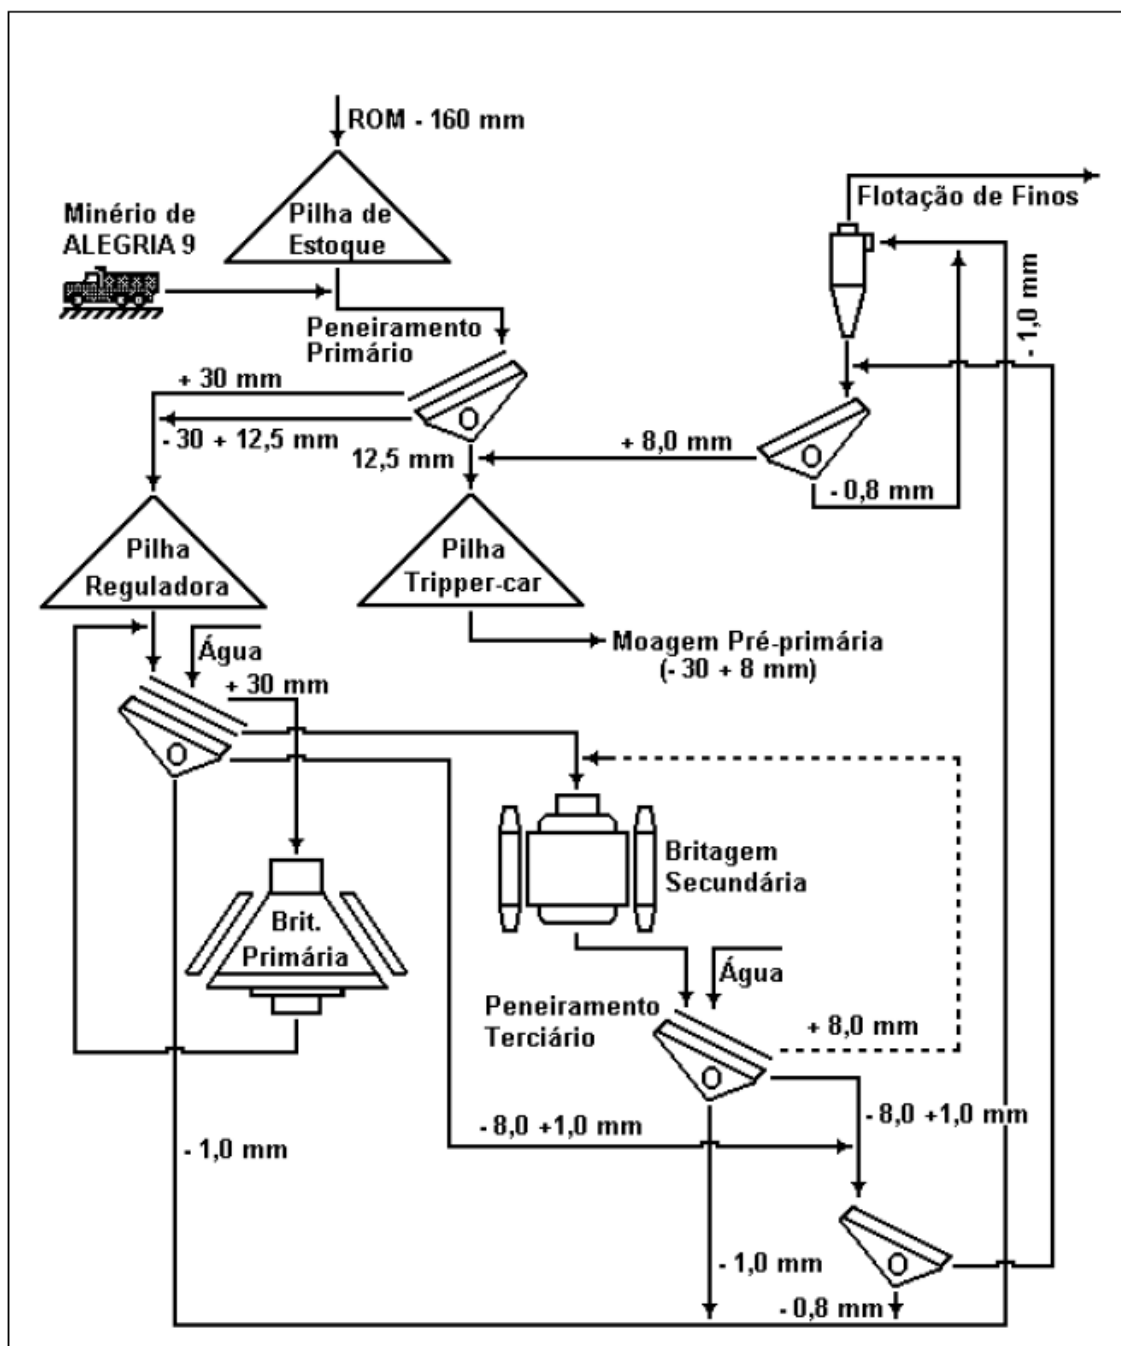 ROM - 160 mm
Minério de
ALEGRIA 9
Pilha de
Estoque
Flotação de Finos
Peneiramento
Primário
- 1,0 mm
+ 30 mm
- 30 + 12,5 mm
12,5 mm
+ 8,0 mm
- 0,8 mm
Pilha
Reguladora
Pilha
Tripper-car
Água
Moagem Pré-primária
(- 30 + 8 mm)
+ 30 mm
Britagem
Secundária
Brit.
Primária
Água
Peneiramento
Terciário
+ 8,0 mm
- 8,0 +1,0 mm
- 8,0 +1,0 mm
- 1,0 mm
- 1,0 mm
- 0,8 mm